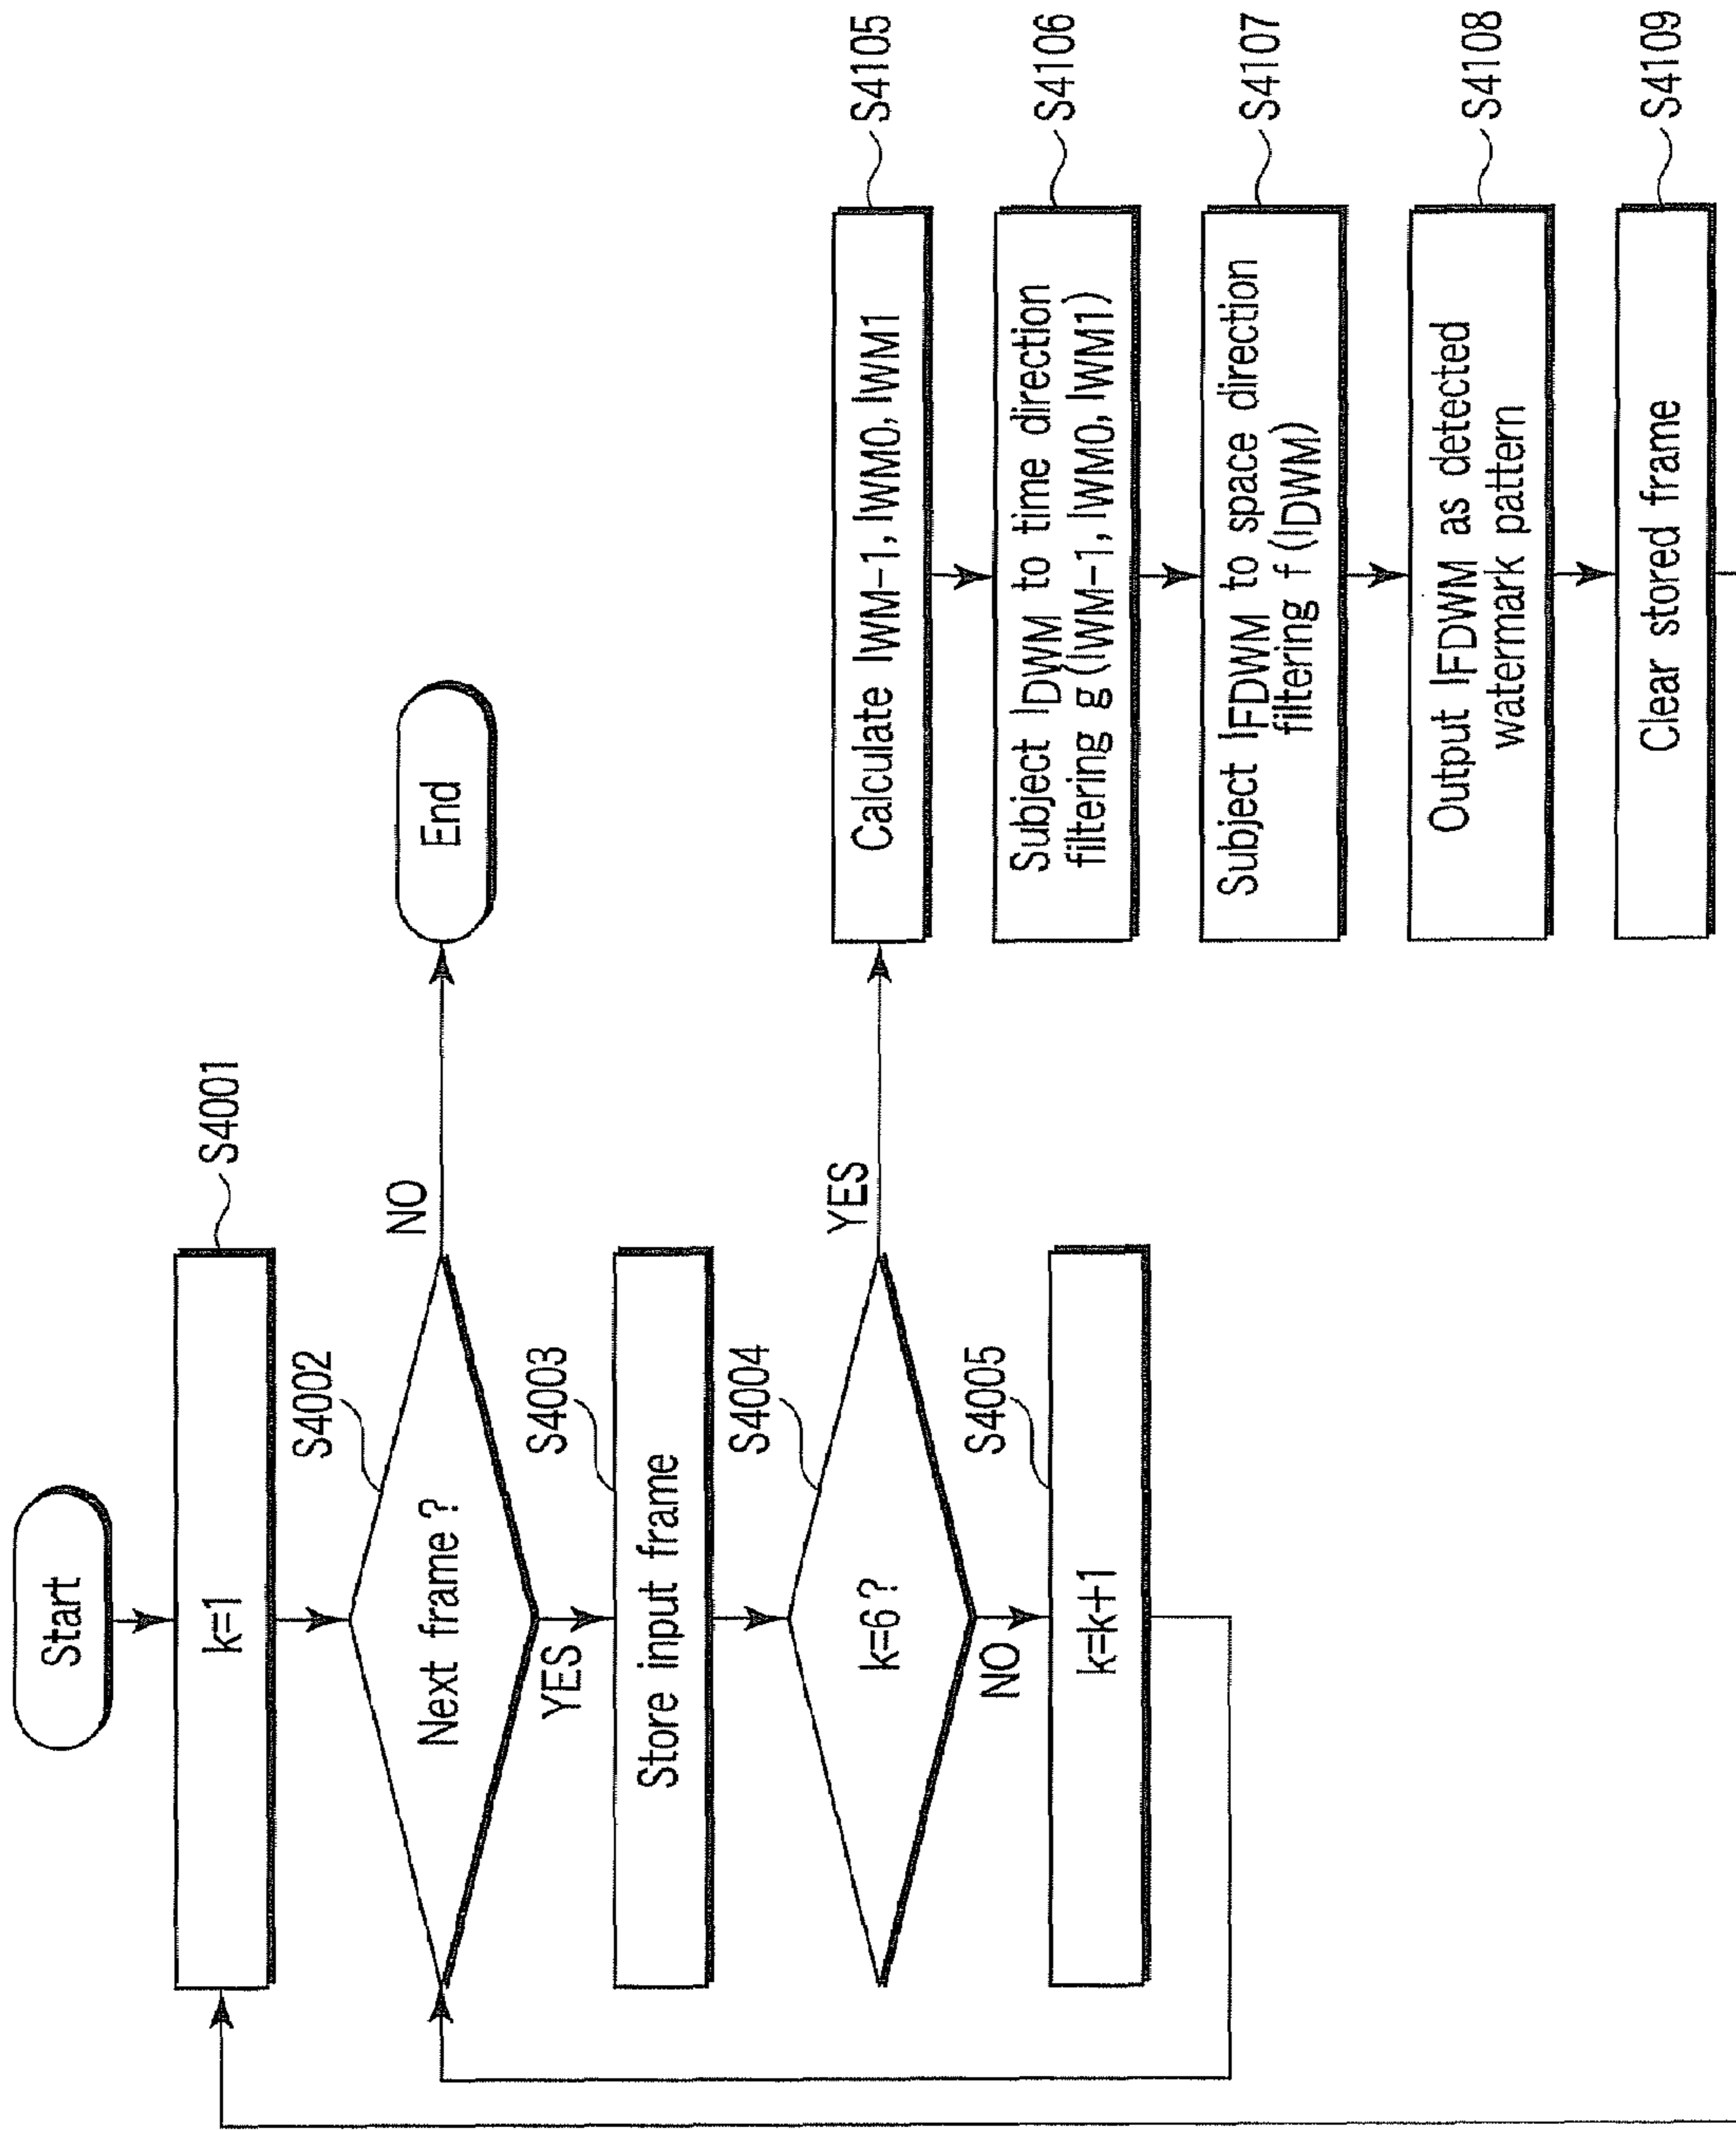 Start
k=1
S4001
Next frame?
S4002
NO
End
YES
Store input frame
S4003
k=6?
S4004
YES
NO
k=k+1
S4005
Calculate IWM-1, IWM0, IWM1
S4105
Subject IDWM to time direction
filtering g (IWM-1, IWM0, IWM1)
S4106
Subject IFDWM to space direction
filtering f (IDWM)
S4107
Output IFDWM as detected
watermark pattern
S4108
Clear stored frame
S4109